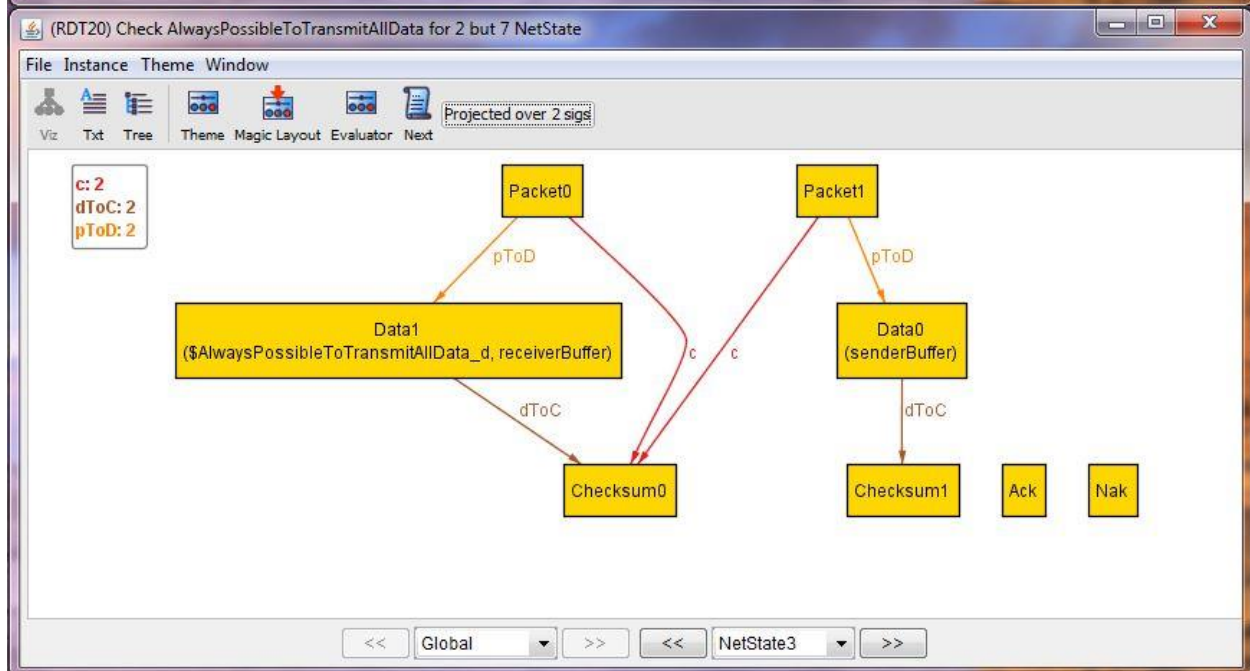 (RDT20) Check AlwaysPossibleToTransmitAllData for 2 but 7 NetState
File Instance Theme Window
Viz Txt Tree Theme Magic Layout Evaluator Next Projected over 2 sigs
c: 2
dToC: 2
pToD: 2
Packet0 Packet1
pToD pToD
Data1
($AlwaysPossibleToTransmitAllData_d, receiverBuffer)
Data0
(senderBuffer)
c c
dToC dToC
Checksum0 Checksum1 Ack Nak
<< Global >> << NetState3 >>